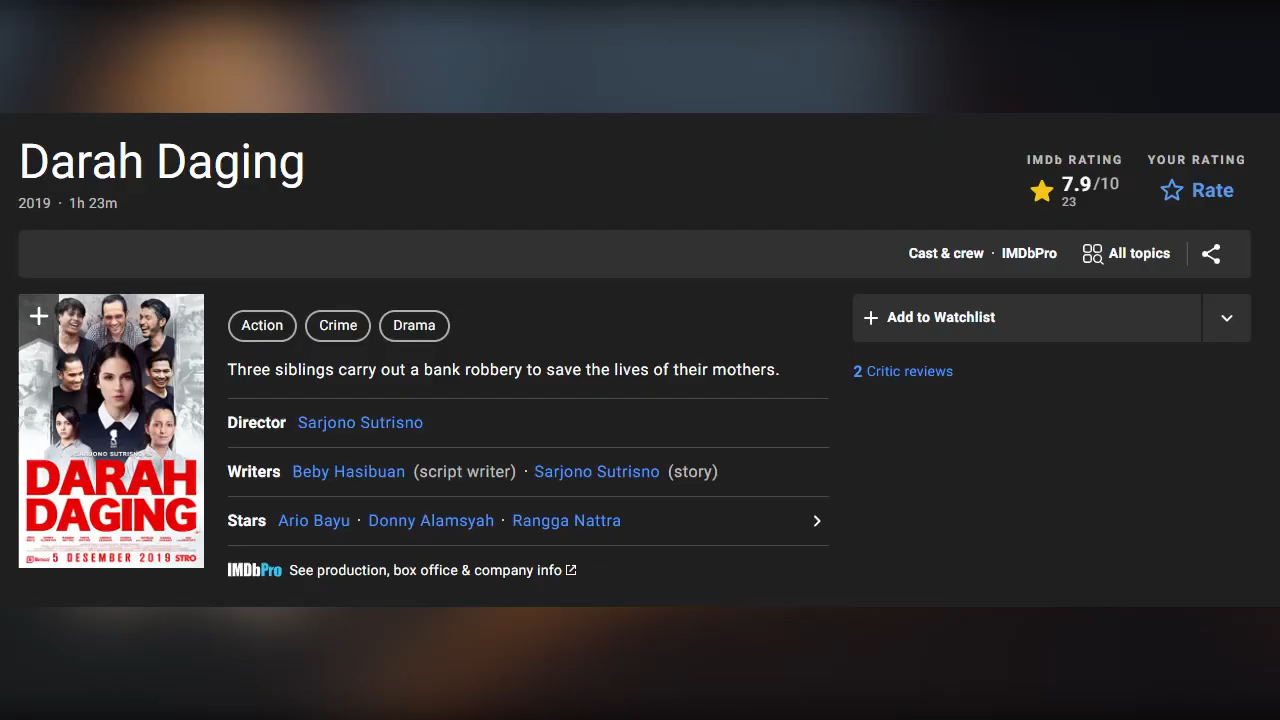 Darah Daging
2019 · 1h 23m
IMDb RATING
7.9/10
23
YOUR RATING
Rate
Cast & crew · IMDbPro
All topics
SARJONO SUTRISNO
DARAH
DAGING
5 DESEMBER 2019 STRO
Action
Crime
Drama
Three siblings carry out a bank robbery to save the lives of their mothers.
Director Sarjono Sutrisno
Writers Beby Hasibuan (script writer) · Sarjono Sutrisno (story)
Stars Ario Bayu · Donny Alamsyah · Rangga Nattra
IMDbPro See production, box office & company info
Add to Watchlist
2 Critic reviews